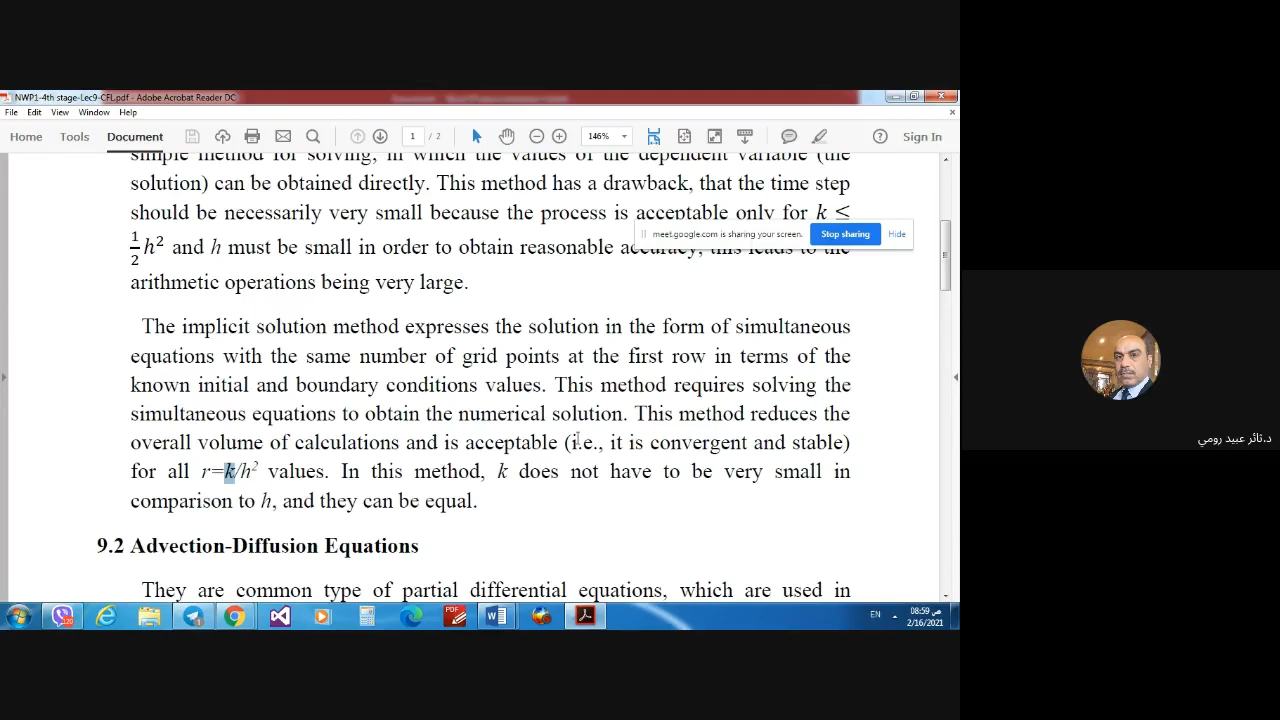 NWP1-4th stage-Lec9-CFL.pdf - Adobe Acrobat Reader DC
File Edit View Window Help
Home Tools Document 1 / 2 146% Sign In
simple method for solving, in which the values of the dependent variable (the
solution) can be obtained directly. This method has a drawback, that the time step
should be necessarily very small because the process is acceptable only for k ≤
1/2 h² and h must be small in order to obtain reasonable accuracy, this leads to the
meet.google.com is sharing your screen. Stop sharing Hide
arithmetic operations being very large.
The implicit solution method expresses the solution in the form of simultaneous
equations with the same number of grid points at the first row in terms of the
known initial and boundary conditions values. This method requires solving the
simultaneous equations to obtain the numerical solution. This method reduces the
overall volume of calculations and is acceptable (i.e., it is convergent and stable)
for all r=k/h² values. In this method, k does not have to be very small in
comparison to h, and they can be equal.
9.2 Advection-Diffusion Equations
They are common type of partial differential equations, which are used in
د.ثائر عبيد رومي
120
PDF
EN
08:59 ص
2/16/2021